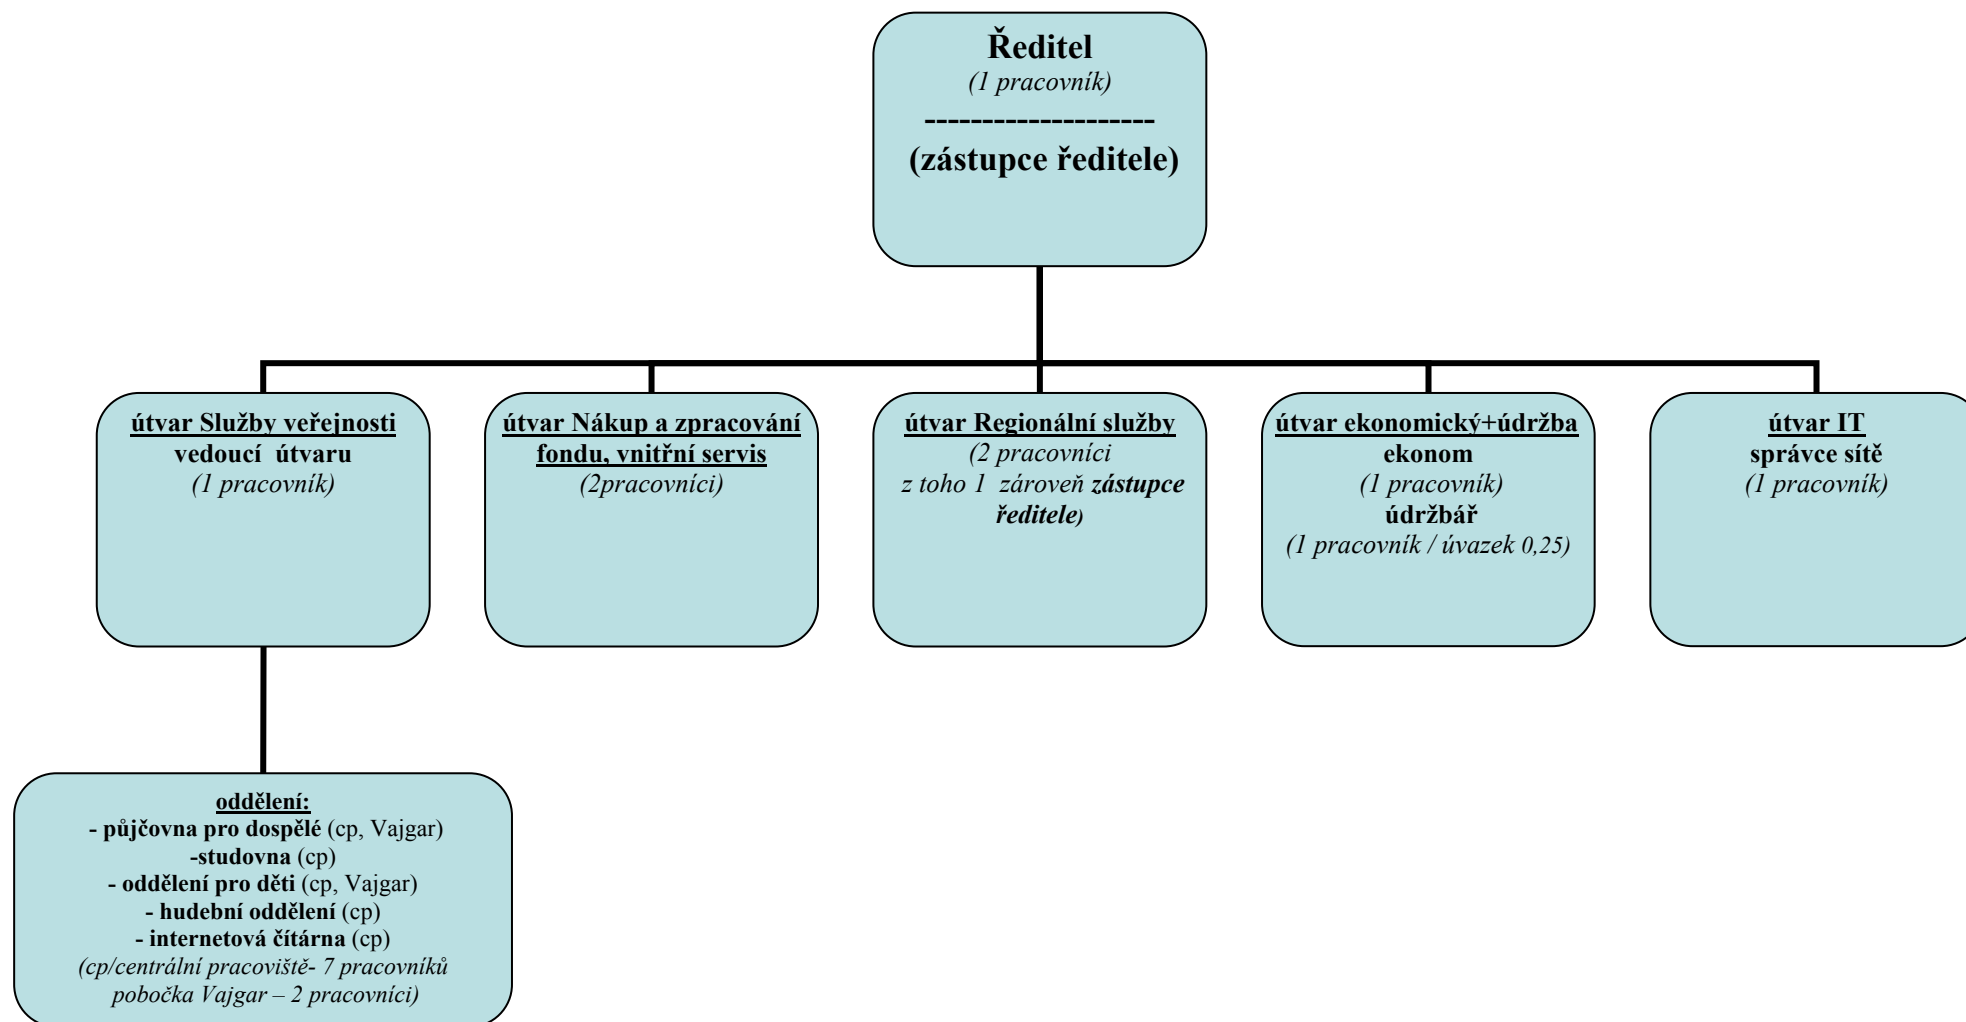 Ředitel
(1 pracovník)
--------------------
(zástupce ředitele)
útvar Služby veřejnosti
vedoucí  útvaru
(1 pracovník)
útvar Nákup a zpracování
fondu, vnitřní servis
(2pracovníci)
útvar Regionální služby
(2 pracovníci
z toho 1  zároveň zástupce
ředitele)
útvar ekonomický+údržba
ekonom
(1 pracovník)
údržbář
(1 pracovník / úvazek 0,25)
útvar IT
správce sítě
(1 pracovník)
oddělení:
- půjčovna pro dospělé (cp, Vajgar)
-studovna (cp)
- oddělení pro děti (cp, Vajgar)
- hudební oddělení (cp)
- internetová čítárna (cp)
(cp/centrální pracoviště- 7 pracovníků
pobočka Vajgar – 2 pracovníci)